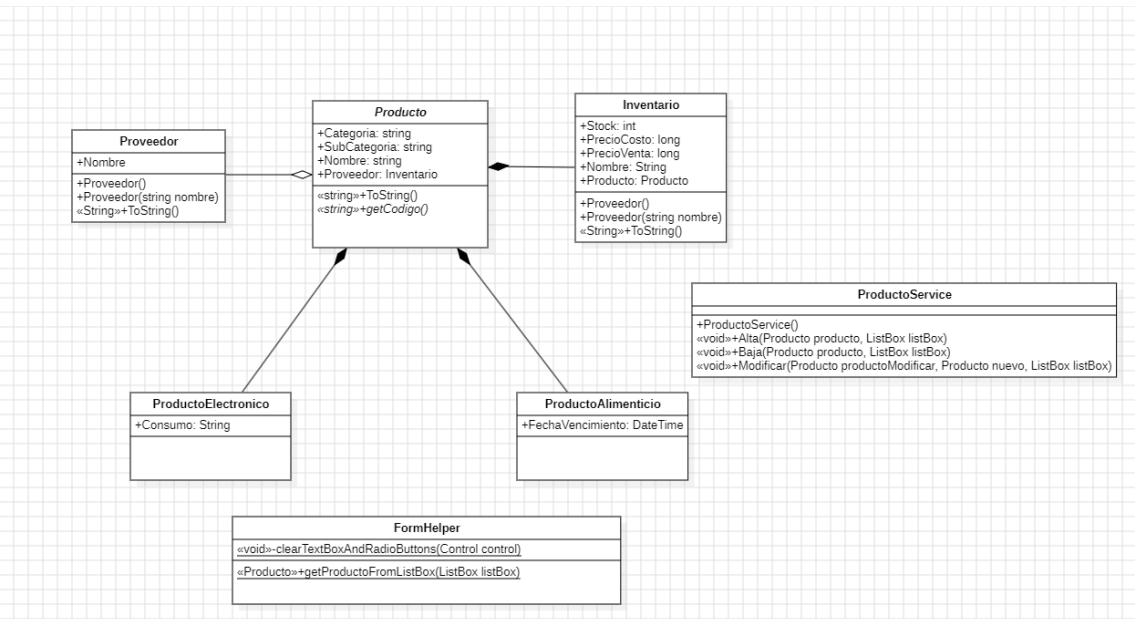 Proveedor
+Nombre
+Proveedor()
+Proveedor(string nombre)
«String»+ToString()
Producto
+Categoria: string
+SubCategoria: string
+Nombre: string
+Proveedor: Inventario
«string»+ToString()
«string»+getCodigo()
Inventario
+Stock: int
+PrecioCosto: long
+PrecioVenta: long
+Nombre: String
+Producto: Producto
+Proveedor()
+Proveedor(string nombre)
«String»+ToString()
ProductoService
+ProductoService()
«void»+Alta(Producto producto, ListBox listBox)
«void»+Baja(Producto producto, ListBox listBox)
«void»+Modificar(Producto productoModificar, Producto nuevo, ListBox listBox)
ProductoElectronico
+Consumo: String
ProductoAlimenticio
+FechaVencimiento: DateTime
FormHelper
«void»-clearTextBoxAndRadioButtons(Control control)
«Producto»+getProductoFromListBox(ListBox listBox)